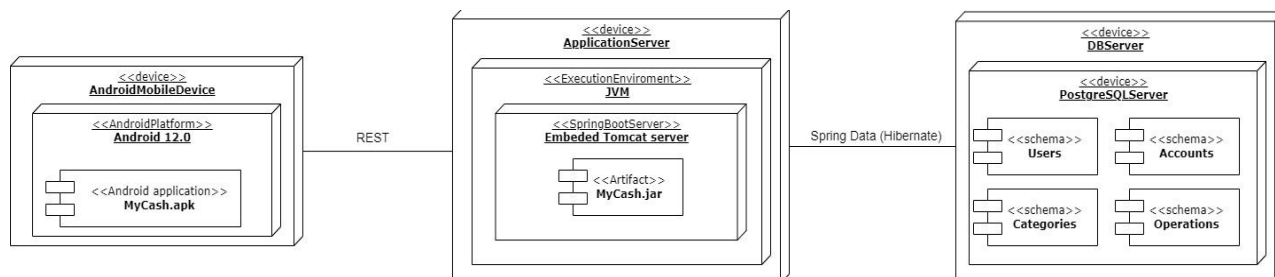 <<device>>
AndroidMobileDevice
<<AndroidPlatform>>
Android 12.0
<<Android application>>
MyCash.apk
REST
<<device>>
ApplicationServer
<<ExecutionEnviroment>>
JVM
<<SpringBootServer>>
Embeded Tomcat server
<<Artifact>>
MyCash.jar
Spring Data (Hibernate)
<<device>>
DBServer
<<device>>
PostgreSQLServer
<<schema>>
Users
<<schema>>
Accounts
<<schema>>
Categories
<<schema>>
Operations